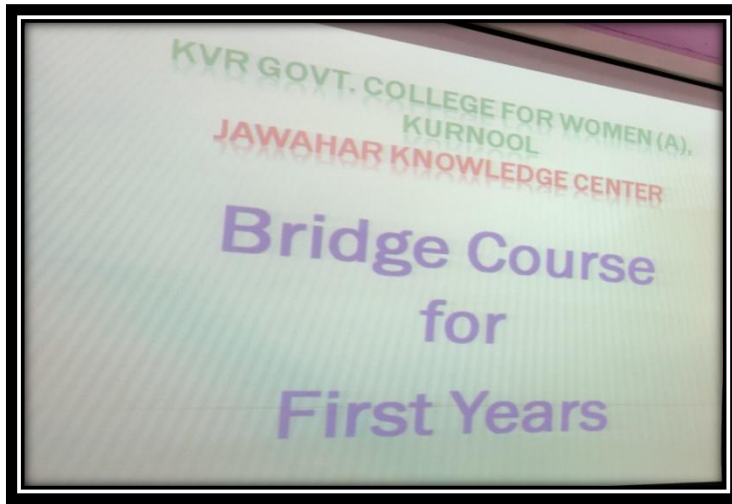 KVR GOVT. COLLEGE FOR WOMEN (A),
KURNOOL
JAWAHAR KNOWLEDGE CENTER
Bridge Course
for
First Years